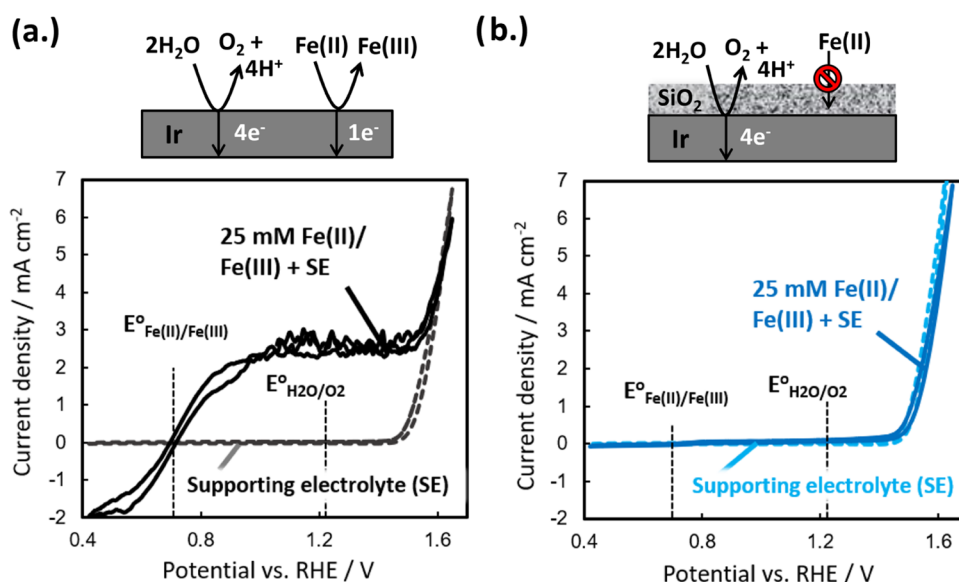 (a.)
2H₂O
O₂ +
4H⁺
Fe(II)
Fe(III)
Ir
4e⁻
1e⁻
7
6
5
4
3
2
1
0
-1
-2
Current density / mA cm⁻²
25 mM Fe(II)/
Fe(III) + SE
E°Fe(II)/Fe(III)
E°H2O/O2
Supporting electrolyte (SE)
0.4
0.8
1.2
1.6
Potential vs. RHE / V
(b.)
2H₂O
O₂ +
4H⁺
Fe(II)
SiO₂
Ir
4e⁻
7
6
5
4
3
2
1
0
-1
-2
Current density / mA cm⁻²
25 mM Fe(II)/
Fe(III) + SE
E°Fe(II)/Fe(III)
E°H2O/O2
Supporting electrolyte (SE)
0.4
0.8
1.2
1.6
Potential vs. RHE / V